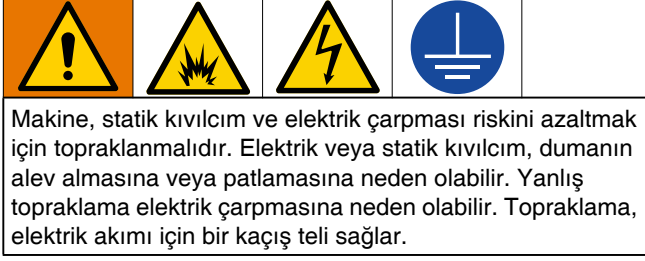 Makine, statik kıvılcım ve elektrik çarpması riskini azaltmak
için topraklanmalıdır. Elektrik veya statik kıvılcım, dumanın
alev almasına veya patlamasına neden olabilir. Yanlış
topraklama elektrik çarpmasına neden olabilir. Topraklama,
elektrik akımı için bir kaçış teli sağlar.